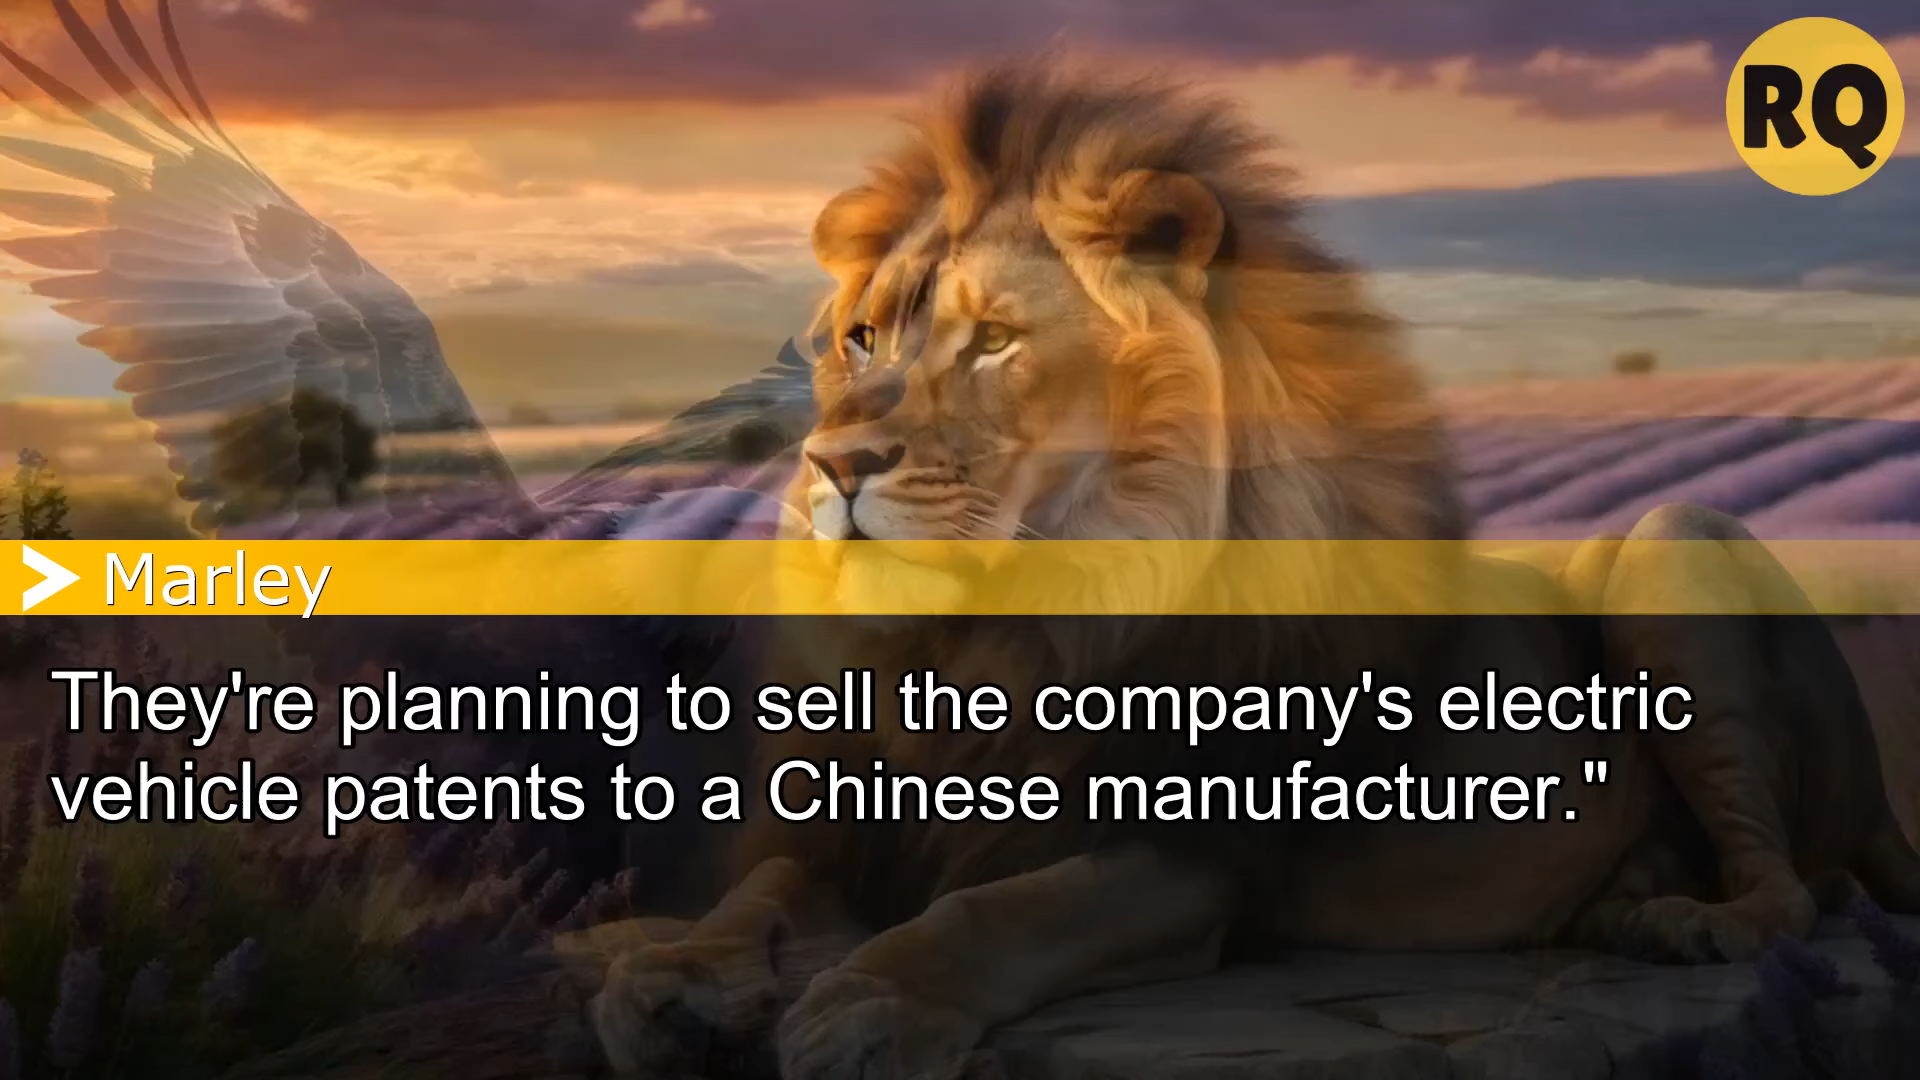 RQ
Marley
They're planning to sell the company's electric
vehicle patents to a Chinese manufacturer."